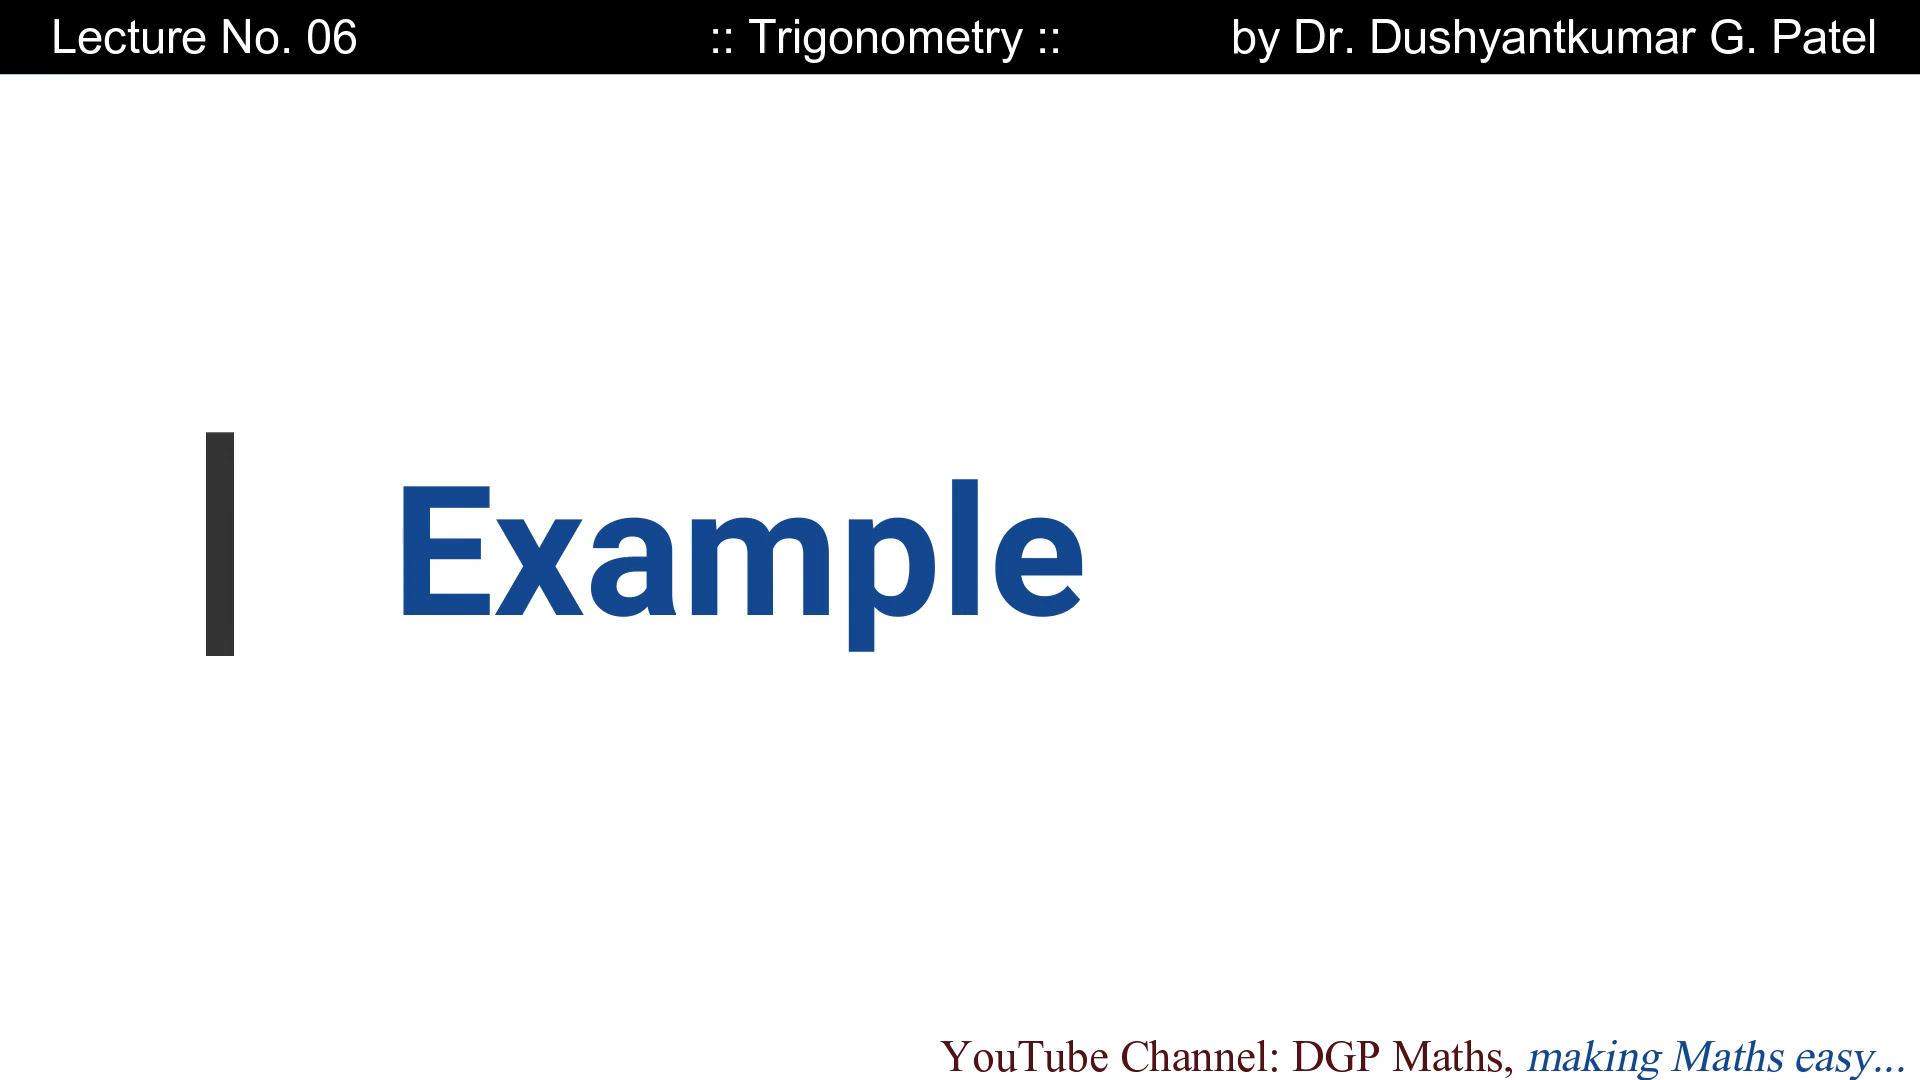 Lecture No. 06 :: Trigonometry :: by Dr. Dushyantkumar G. Patel
Example
YouTube Channel: DGP Maths, making Maths easy...